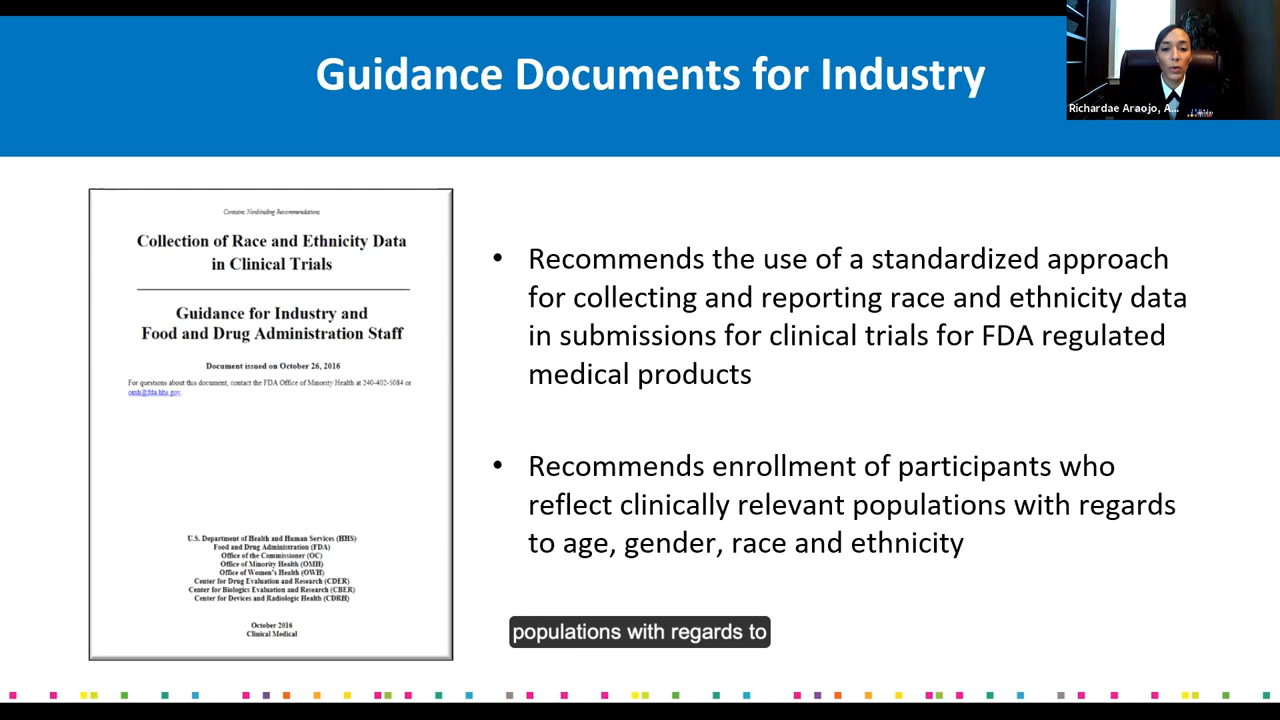 Guidance Documents for Industry
Richardae Araojo, A...
Contains Nonbinding Recommendations
Collection of Race and Ethnicity Data
in Clinical Trials
Guidance for Industry and
Food and Drug Administration Staff
Document issued on October 26, 2016
For questions about this document, contact the FDA Office of Minority Health at 240-402-5084 or
omh@fda.hhs.gov.
U.S. Department of Health and Human Services (HHS)
Food and Drug Administration (FDA)
Office of the Commissioner (OC)
Office of Minority Health (OMH)
Office of Women's Health (OWH)
Center for Drug Evaluation and Research (CDER)
Center for Biologics Evaluation and Research (CBER)
Center for Devices and Radiologic Health (CDRH)
October 2016
Clinical Medical
• Recommends the use of a standardized approach
for collecting and reporting race and ethnicity data
in submissions for clinical trials for FDA regulated
medical products
• Recommends enrollment of participants who
reflect clinically relevant populations with regards
to age, gender, race and ethnicity
populations with regards to